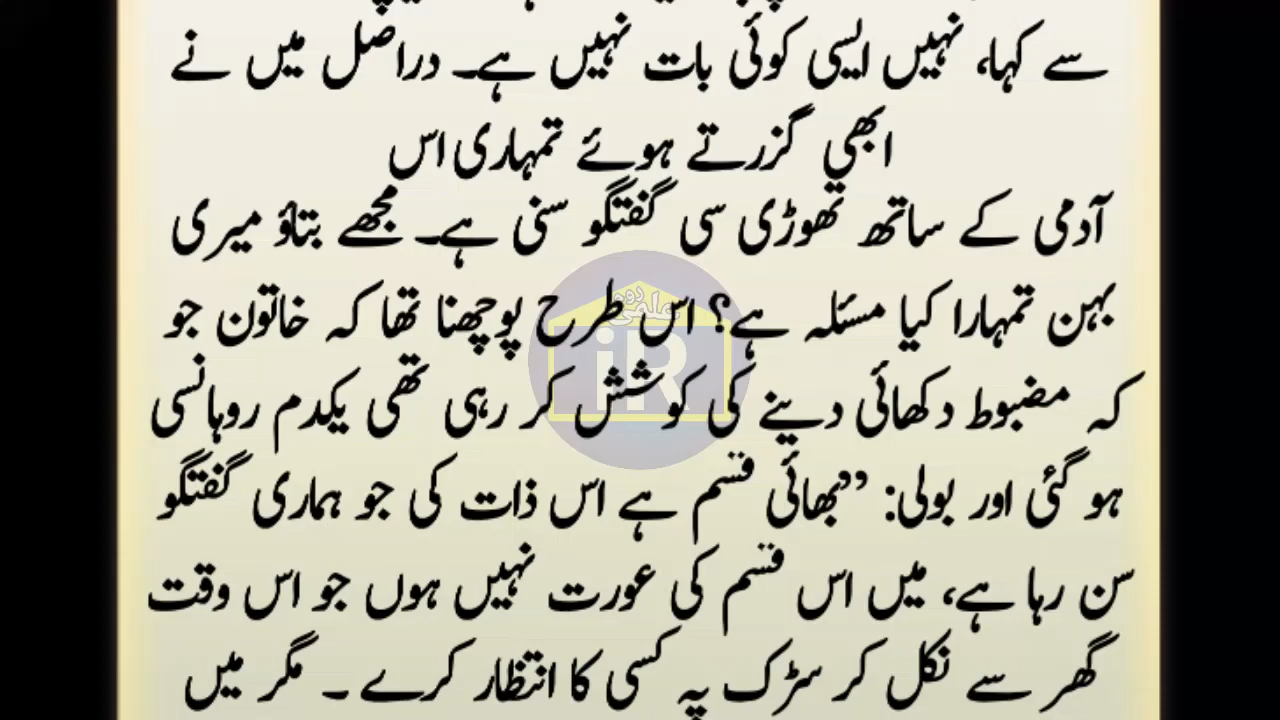 سے کہا، نہیں ایسی کوئی بات نہیں ہے۔ دراصل میں نے
ابھی گزرتے ہوئے تمہاری اس
آدمی کے ساتھ تھوڑی سی گفتگو سنی ہے۔ مجھے بتاؤ میری
بہن تمہارا کیا مسئلہ ہے؟ اس طرح پوچھنا تھا کہ خاتون جو
کہ مضبوط دکھائی دینے کی کوشش کر رہی تھی یکدم روہانسی
ہو گئی اور بولی: ”بھائی قسم ہے اس ذات کی جو ہماری گفتگو
سن رہا ہے، میں اس قسم کی عورت نہیں ہوں جو اس وقت
گھر سے نکل کر سڑک پہ کسی کا انتظار کرے ۔ مگر میں
iR